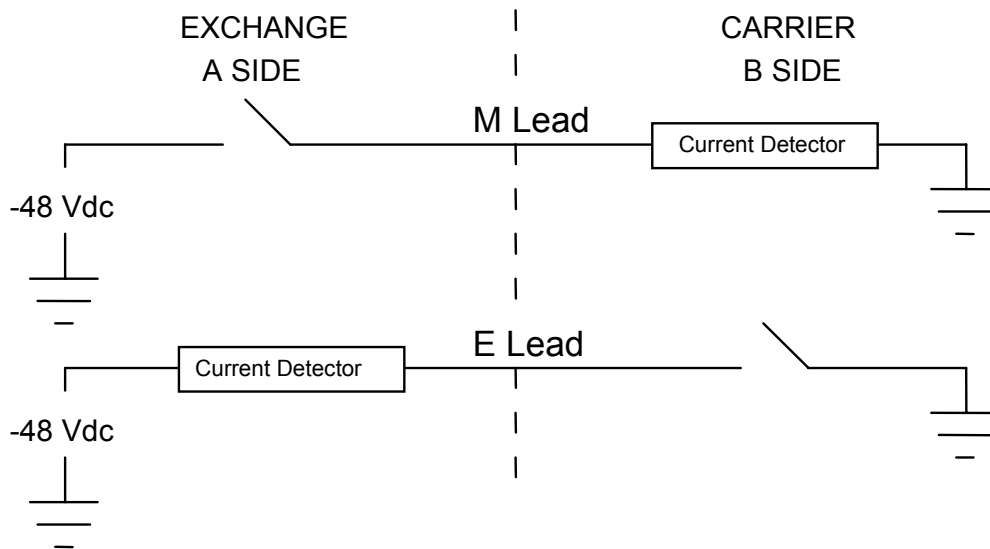 EXCHANGE
A SIDE
CARRIER
B SIDE
M Lead
Current Detector
-48 Vdc
E Lead
Current Detector
-48 Vdc